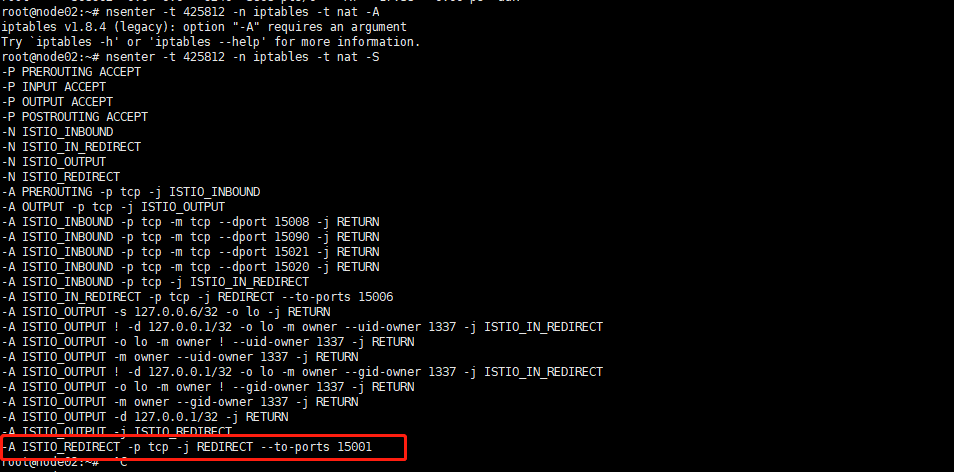 root@node02:~# nsenter -t 425812 -n iptables -t nat -A
iptables v1.8.4 (legacy): option "-A" requires an argument
Try `iptables -h' or 'iptables --help' for more information.
root@node02:~# nsenter -t 425812 -n iptables -t nat -S
-P PREROUTING ACCEPT
-P INPUT ACCEPT
-P OUTPUT ACCEPT
-P POSTROUTING ACCEPT
-N ISTIO_INBOUND
-N ISTIO_IN_REDIRECT
-N ISTIO_OUTPUT
-N ISTIO_REDIRECT
-A PREROUTING -p tcp -j ISTIO_INBOUND
-A OUTPUT -p tcp -j ISTIO_OUTPUT
-A ISTIO_INBOUND -p tcp -m tcp --dport 15008 -j RETURN
-A ISTIO_INBOUND -p tcp -m tcp --dport 15090 -j RETURN
-A ISTIO_INBOUND -p tcp -m tcp --dport 15021 -j RETURN
-A ISTIO_INBOUND -p tcp -m tcp --dport 15020 -j RETURN
-A ISTIO_INBOUND -p tcp -j ISTIO_IN_REDIRECT
-A ISTIO_IN_REDIRECT -p tcp -j REDIRECT --to-ports 15006
-A ISTIO_OUTPUT -s 127.0.0.6/32 -o lo -j RETURN
-A ISTIO_OUTPUT ! -d 127.0.0.1/32 -o lo -m owner --uid-owner 1337 -j ISTIO_IN_REDIRECT
-A ISTIO_OUTPUT -o lo -m owner ! --uid-owner 1337 -j RETURN
-A ISTIO_OUTPUT -m owner --uid-owner 1337 -j RETURN
-A ISTIO_OUTPUT ! -d 127.0.0.1/32 -o lo -m owner --gid-owner 1337 -j ISTIO_IN_REDIRECT
-A ISTIO_OUTPUT -o lo -m owner ! --gid-owner 1337 -j RETURN
-A ISTIO_OUTPUT -m owner --gid-owner 1337 -j RETURN
-A ISTIO_OUTPUT -d 127.0.0.1/32 -j RETURN
-A ISTIO_OUTPUT -j ISTIO_REDIRECT
-A ISTIO_REDIRECT -p tcp -j REDIRECT --to-ports 15001
root@node02:~# ^C